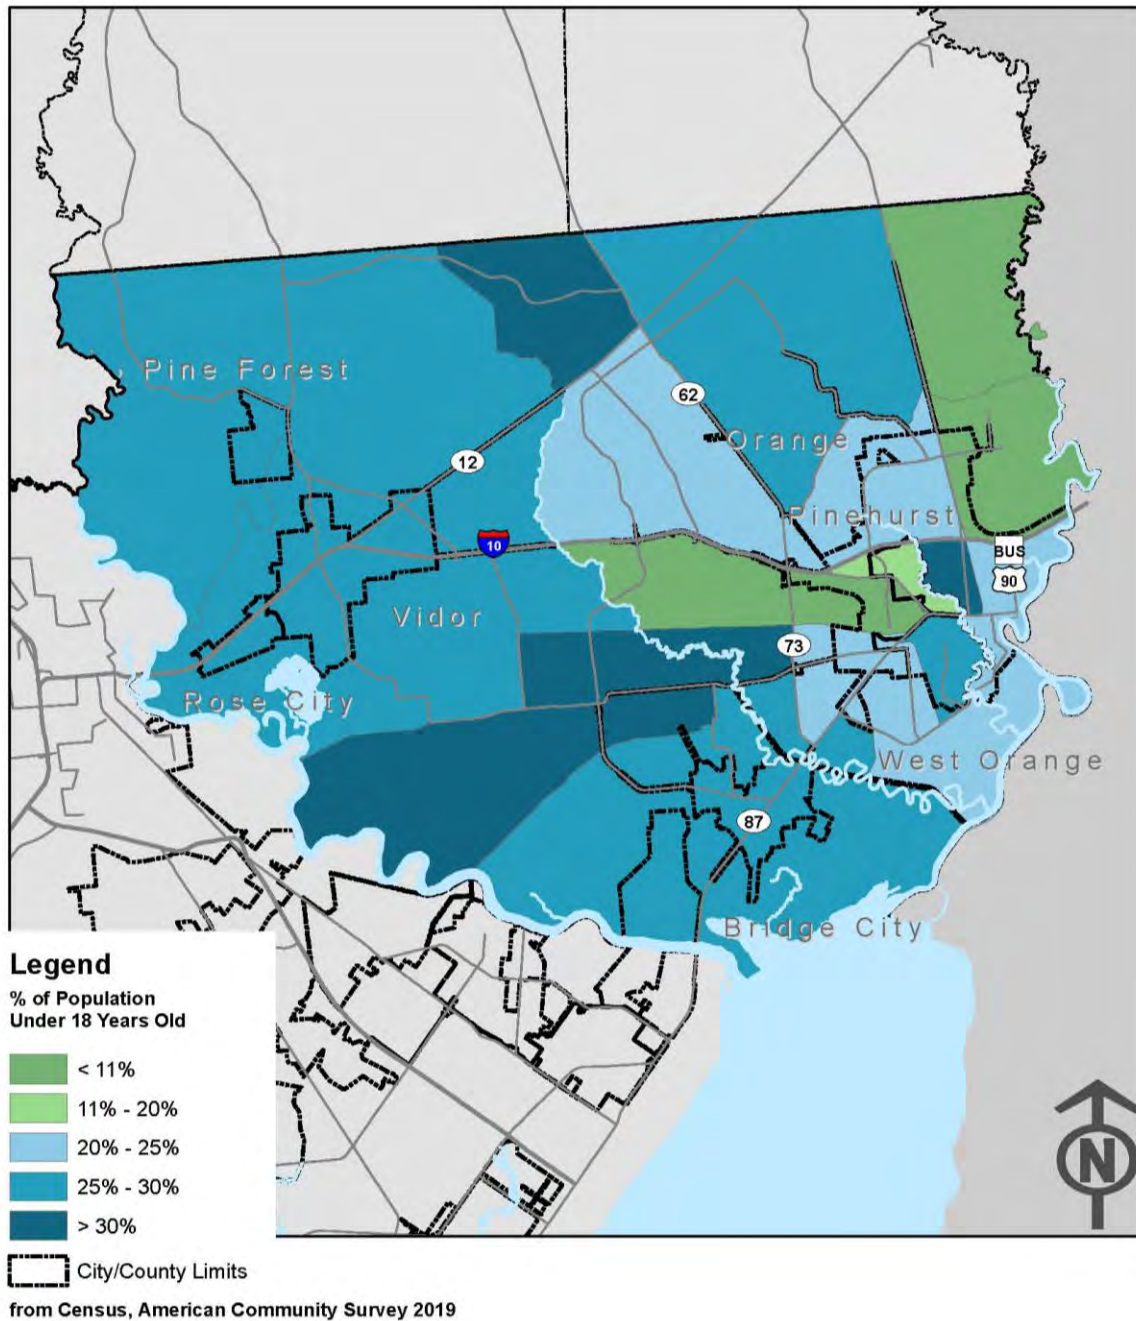 Pine Forest
62
Orange
12
Pinehurst
10
BUS
90
Vidor
73
Rose City
West Orange
87
Bridge City
Legend
% of Population
Under 18 Years Old
< 11%
11% - 20%
20% - 25%
25% - 30%
> 30%
City/County Limits
N
from Census, American Community Survey 2019